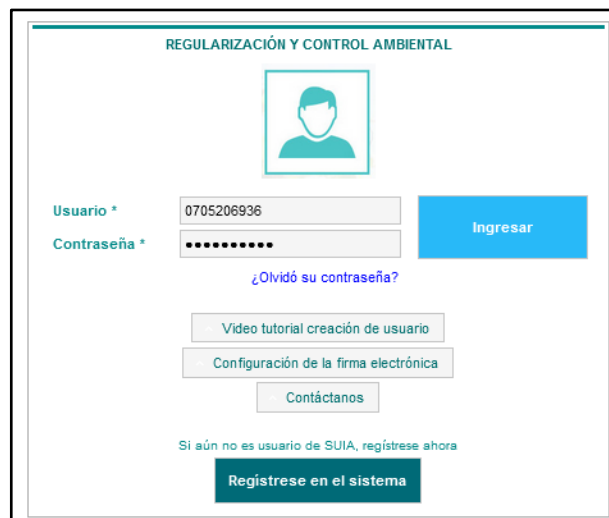 REGULARIZACIÓN Y CONTROL AMBIENTAL
Usuario *
0705206936
Ingresar
Contraseña *
••••••••••
¿Olvidó su contraseña?
Video tutorial creación de usuario
Configuración de la firma electrónica
Contáctanos
Si aún no es usuario de SUIA, regístrese ahora
Regístrese en el sistema